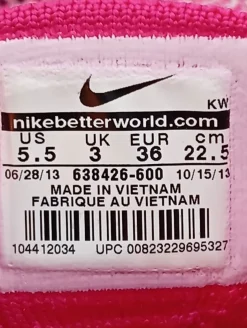 KW
nikebetterworld.com
US UK EUR cm
5.5 3 36 22.5
06/28/13 638426-600 10/15/13
MADE IN VIETNAM
FABRIQUE AU VIETNAM
104412034 UPC 00823229695327